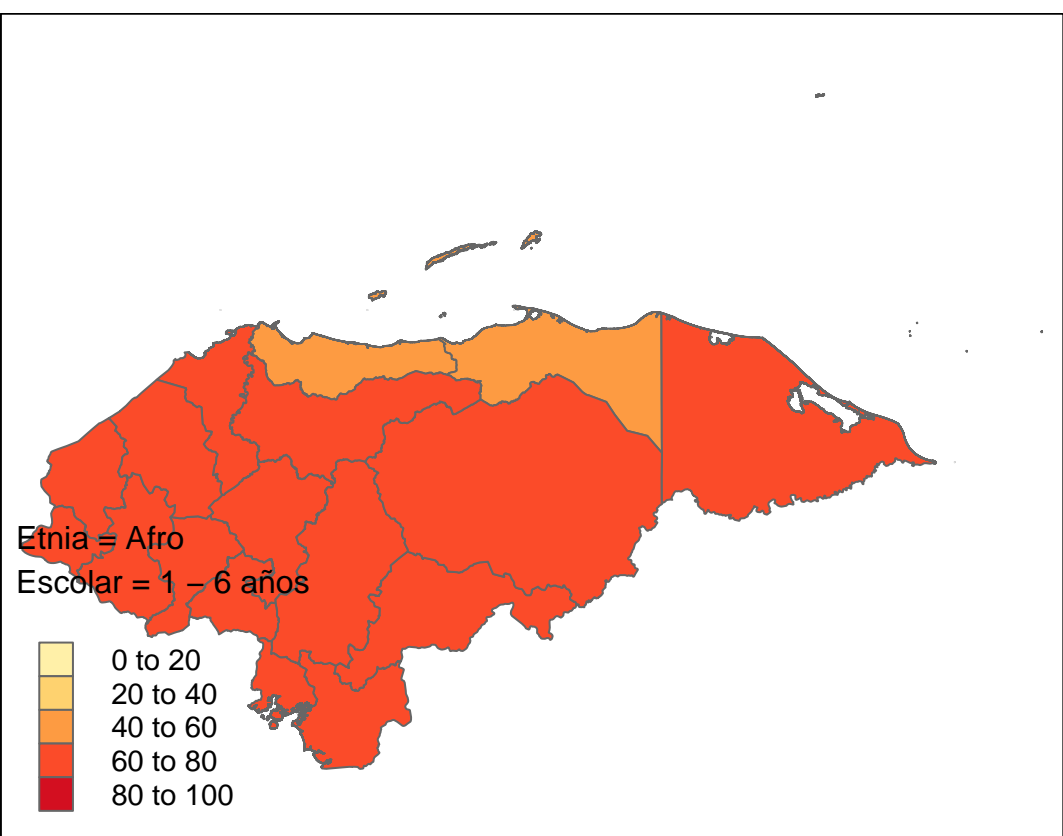 Etnia = Afro
Escolar = 1 – 6 años
0 to 20
20 to 40
40 to 60
60 to 80
80 to 100